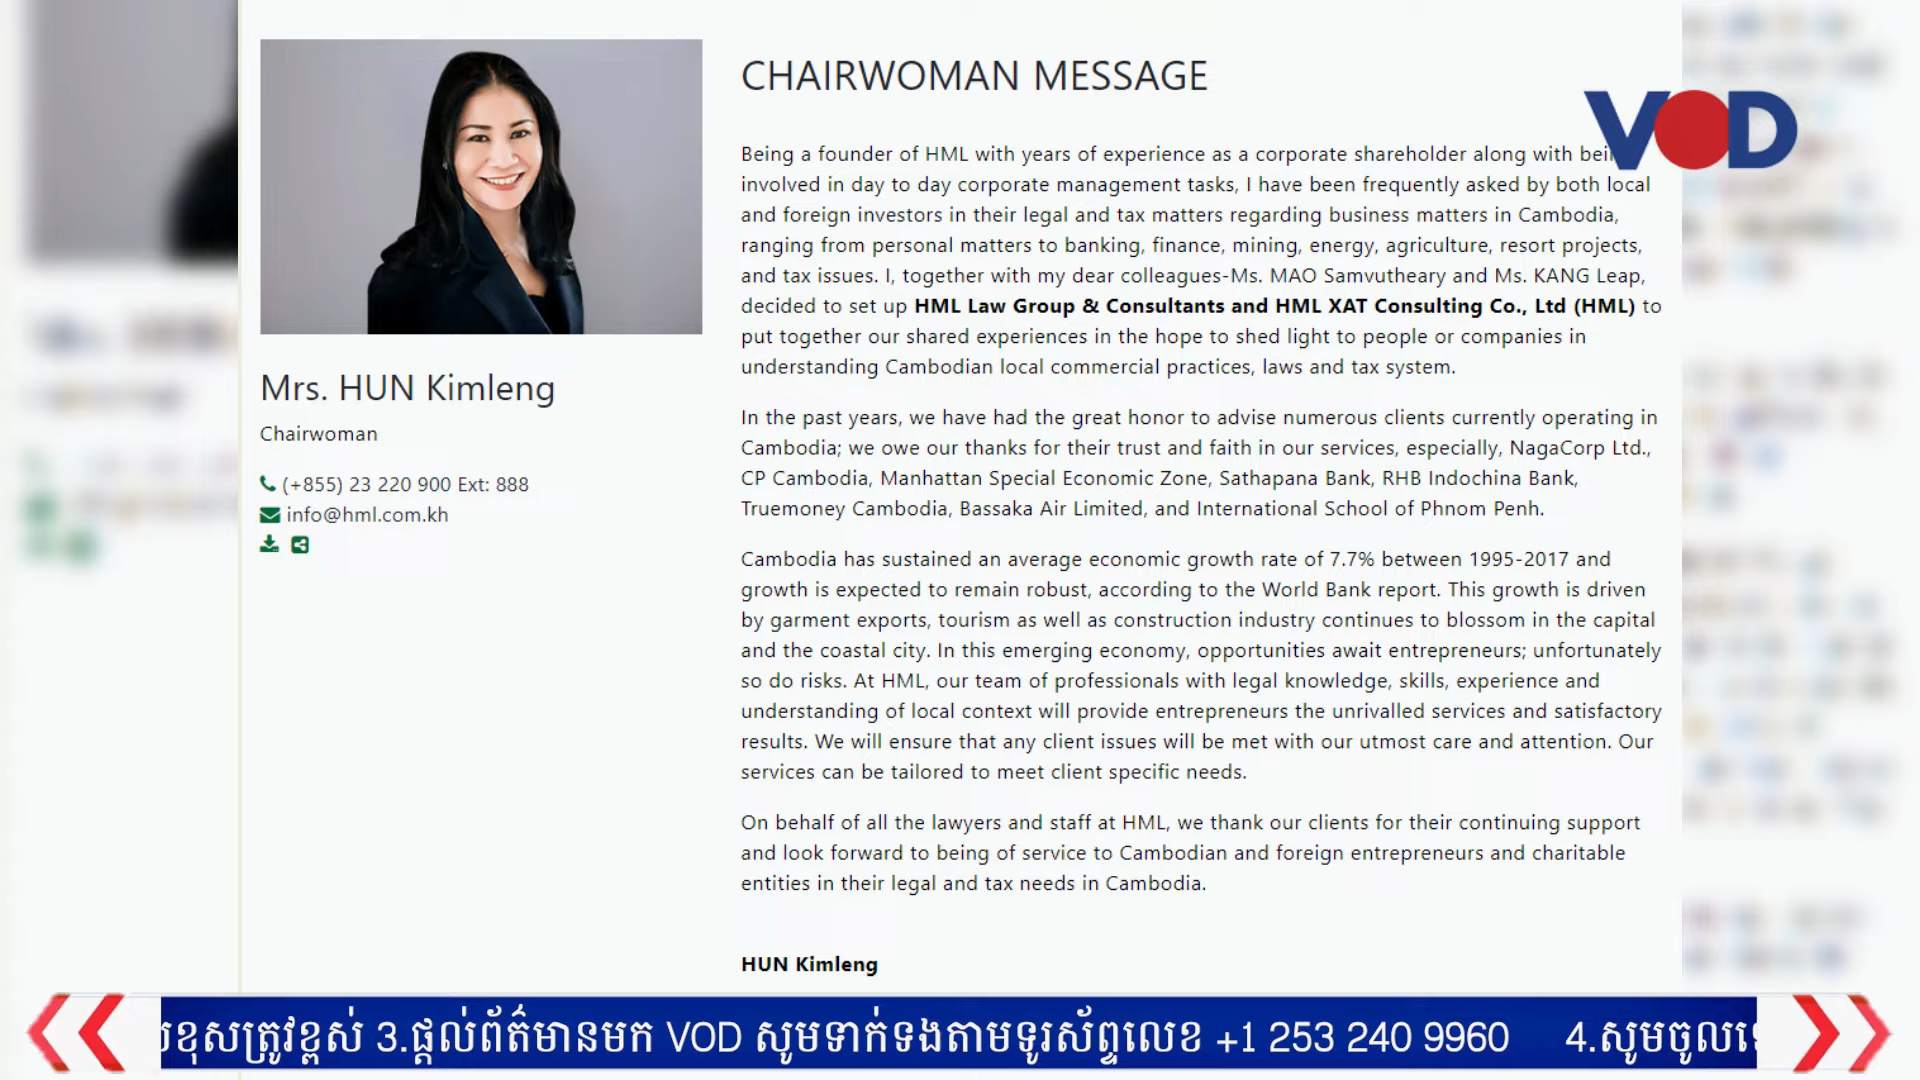 CHAIRWOMAN MESSAGE
VOD
Being a founder of HML with years of experience as a corporate shareholder along with
involved in day to day corporate management tasks, I have been frequently asked by both local
and foreign investors in their legal and tax matters regarding business matters in Cambodia,
ranging from personal matters to banking, finance, mining, energy, agriculture, resort projects,
and tax issues. I, together with my dear colleagues-Ms. MAO Samvutheary and Ms. KANG Leap,
decided to set up HML Law Group & Consultants and HML XAT Consulting Co., Ltd (HML) to
put together our shared experiences in the hope to shed light to people or companies in
understanding Cambodian local commercial practices, laws and tax system.
In the past years, we have had the great honor to advise numerous clients currently operating in
Cambodia; we owe our thanks for their trust and faith in our services, especially, NagaCorp Ltd.,
CP Cambodia, Manhattan Special Economic Zone, Sathapana Bank, RHB Indochina Bank,
Truemoney Cambodia, Bassaka Air Limited, and International School of Phnom Penh.
Cambodia has sustained an average economic growth rate of 7.7% between 1995-2017 and
growth is expected to remain robust, according to the World Bank report. This growth is driven
by garment exports, tourism as well as construction industry continues to blossom in the capital
and the coastal city. In this emerging economy, opportunities await entrepreneurs; unfortunately
so do risks. At HML, our team of professionals with legal knowledge, skills, experience and
understanding of local context will provide entrepreneurs the unrivalled services and satisfactory
results. We will ensure that any client issues will be met with our utmost care and attention. Our
services can be tailored to meet client specific needs.
On behalf of all the lawyers and staff at HML, we thank our clients for their continuing support
and look forward to being of service to Cambodian and foreign entrepreneurs and charitable
entities in their legal and tax needs in Cambodia.
HUN Kimleng
Mrs. HUN Kimleng
Chairwoman
(+855) 23 220 900 Ext: 888
info@hml.com.kh
ខុសត្រូវខ្ពស់ 3.ផ្តល់ព័ត៌មានមក VOD សូមទាក់ទងតាមទូរស័ព្ទលេខ +1 253 240 9960 4.សូមចូល